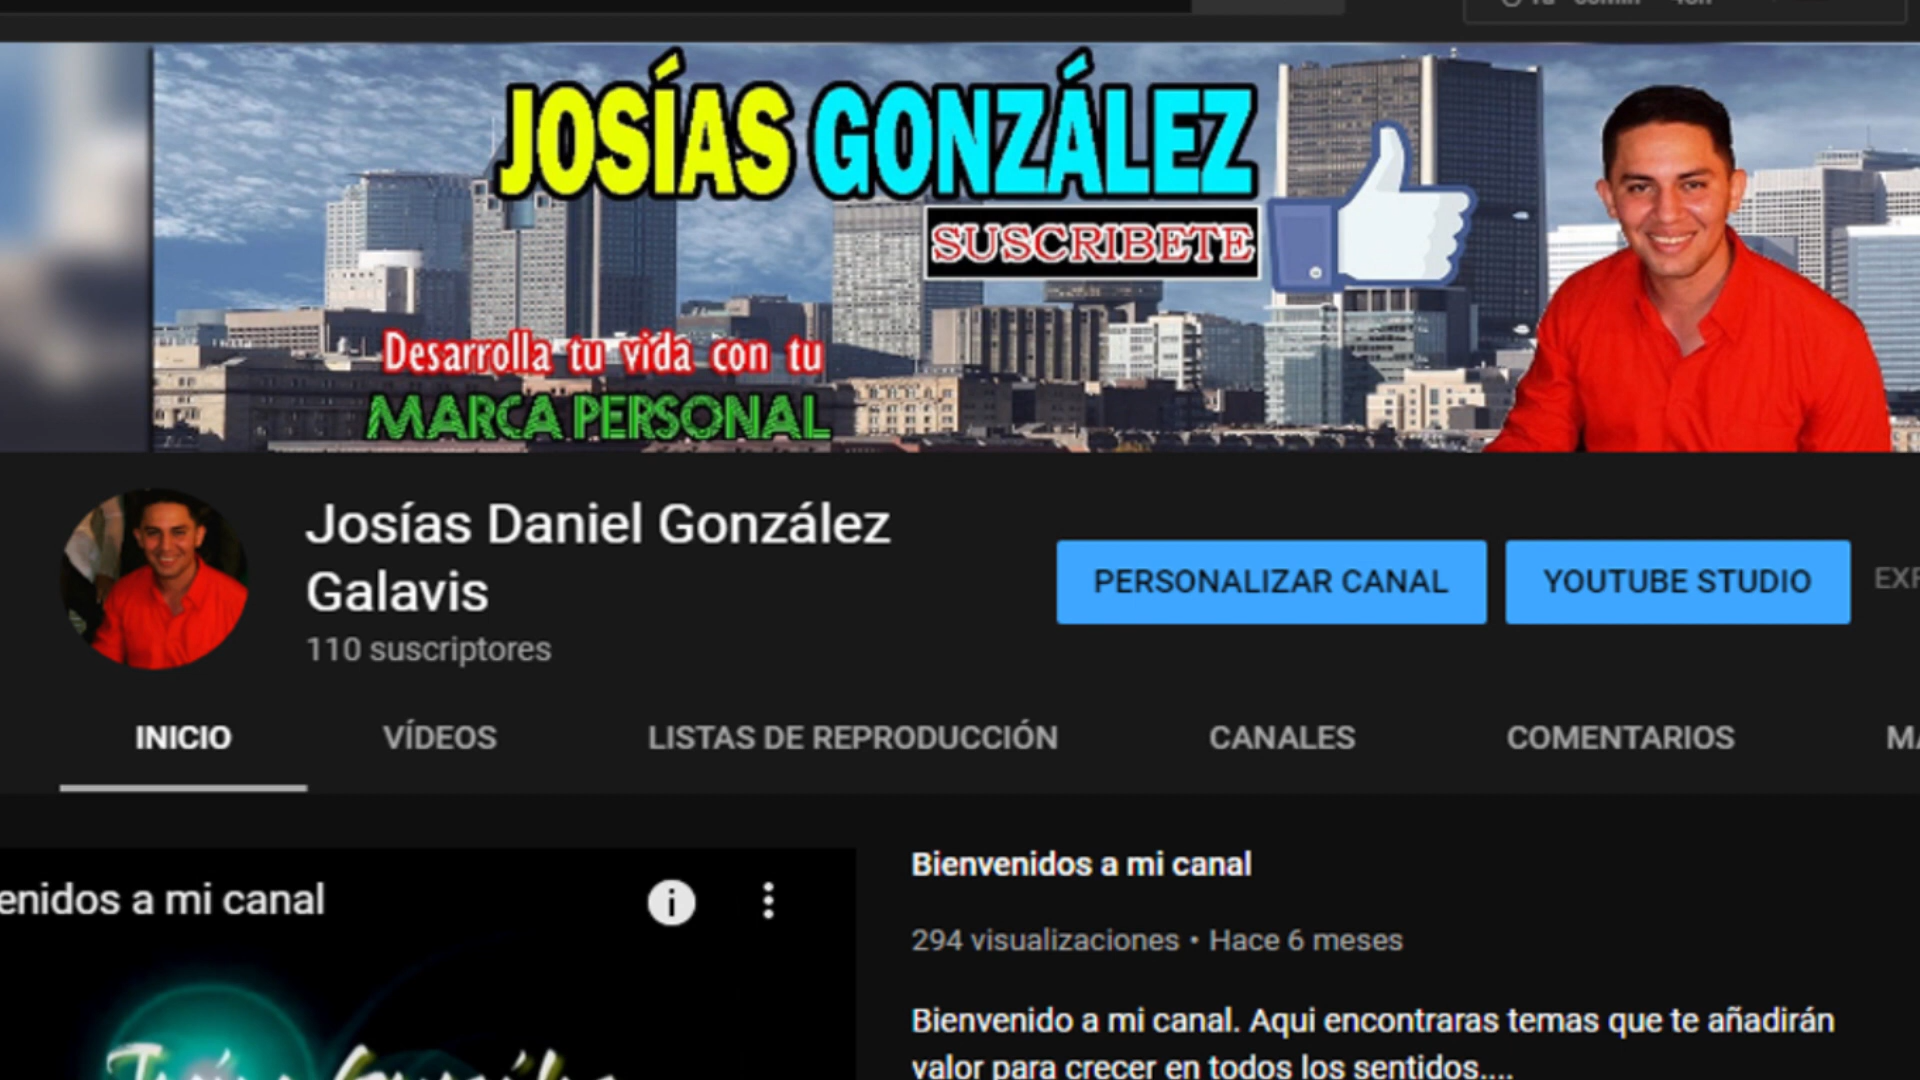 JOSÍAS GONZÁLEZ
SUSCRIBETE
Desarrolla tu vida con tu
MARCA PERSONAL
Josías Daniel González
Galavis
110 suscriptores
PERSONALIZAR CANAL
YOUTUBE STUDIO
INICIO
VÍDEOS
LISTAS DE REPRODUCCIÓN
CANALES
COMENTARIOS
enidos a mi canal
Bienvenidos a mi canal
294 visualizaciones • Hace 6 meses
Bienvenido a mi canal. Aqui encontraras temas que te añadirán
valor para crecer en todos los sentidos....